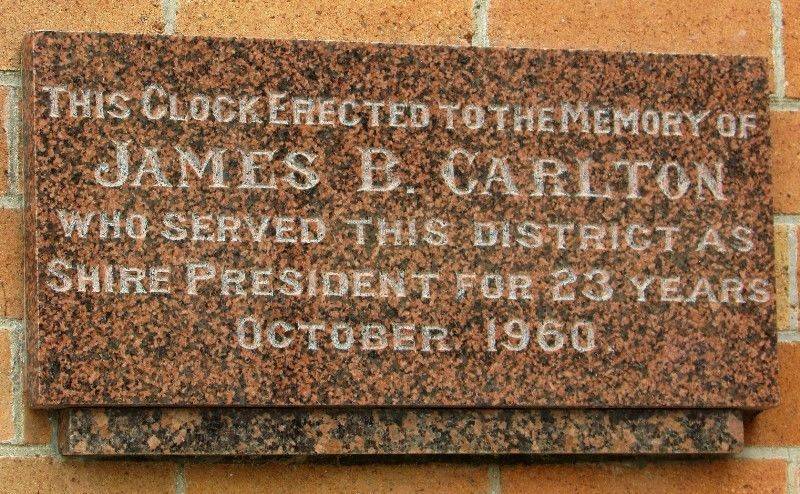 THIS CLOCK ERECTED TO THE MEMORY OF
JAMES B. CARLTON
WHO SERVED THIS DISTRICT AS
SHIRE PRESIDENT FOR 23 YEARS
OCTOBER 1960.